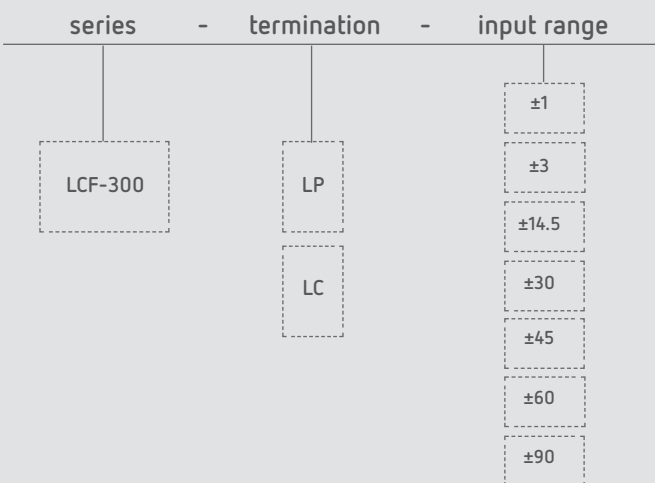 series - termination - input range
±1
±3
LCF-300 LP
±14.5
LC ±30
±45
±60
±90